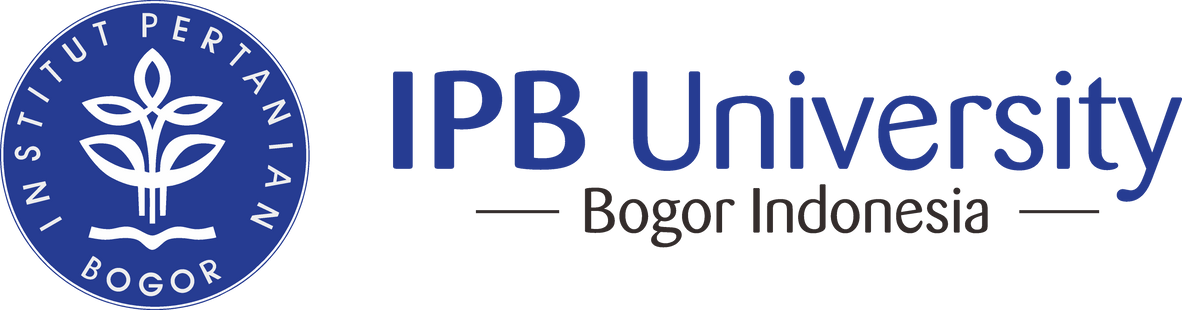 INSTITUT PERTANIAN
BOGOR
IPB University
Bogor Indonesia